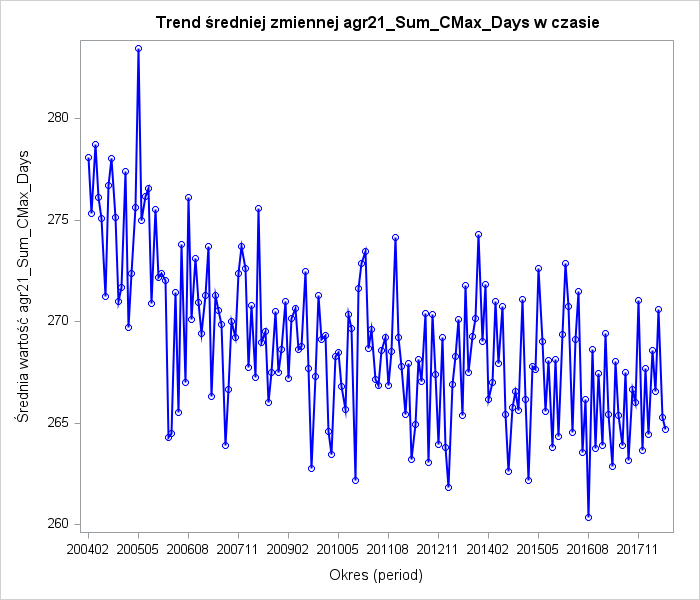 Trend średniej zmiennej agr21_Sum_CMax_Days w czasie
Średnia wartość agr21_Sum_CMax_Days
280
275
270
265
260
200402 200505 200608 200711 200902 201005 201108 201211 201402 201505 201608 201711
Okres (period)